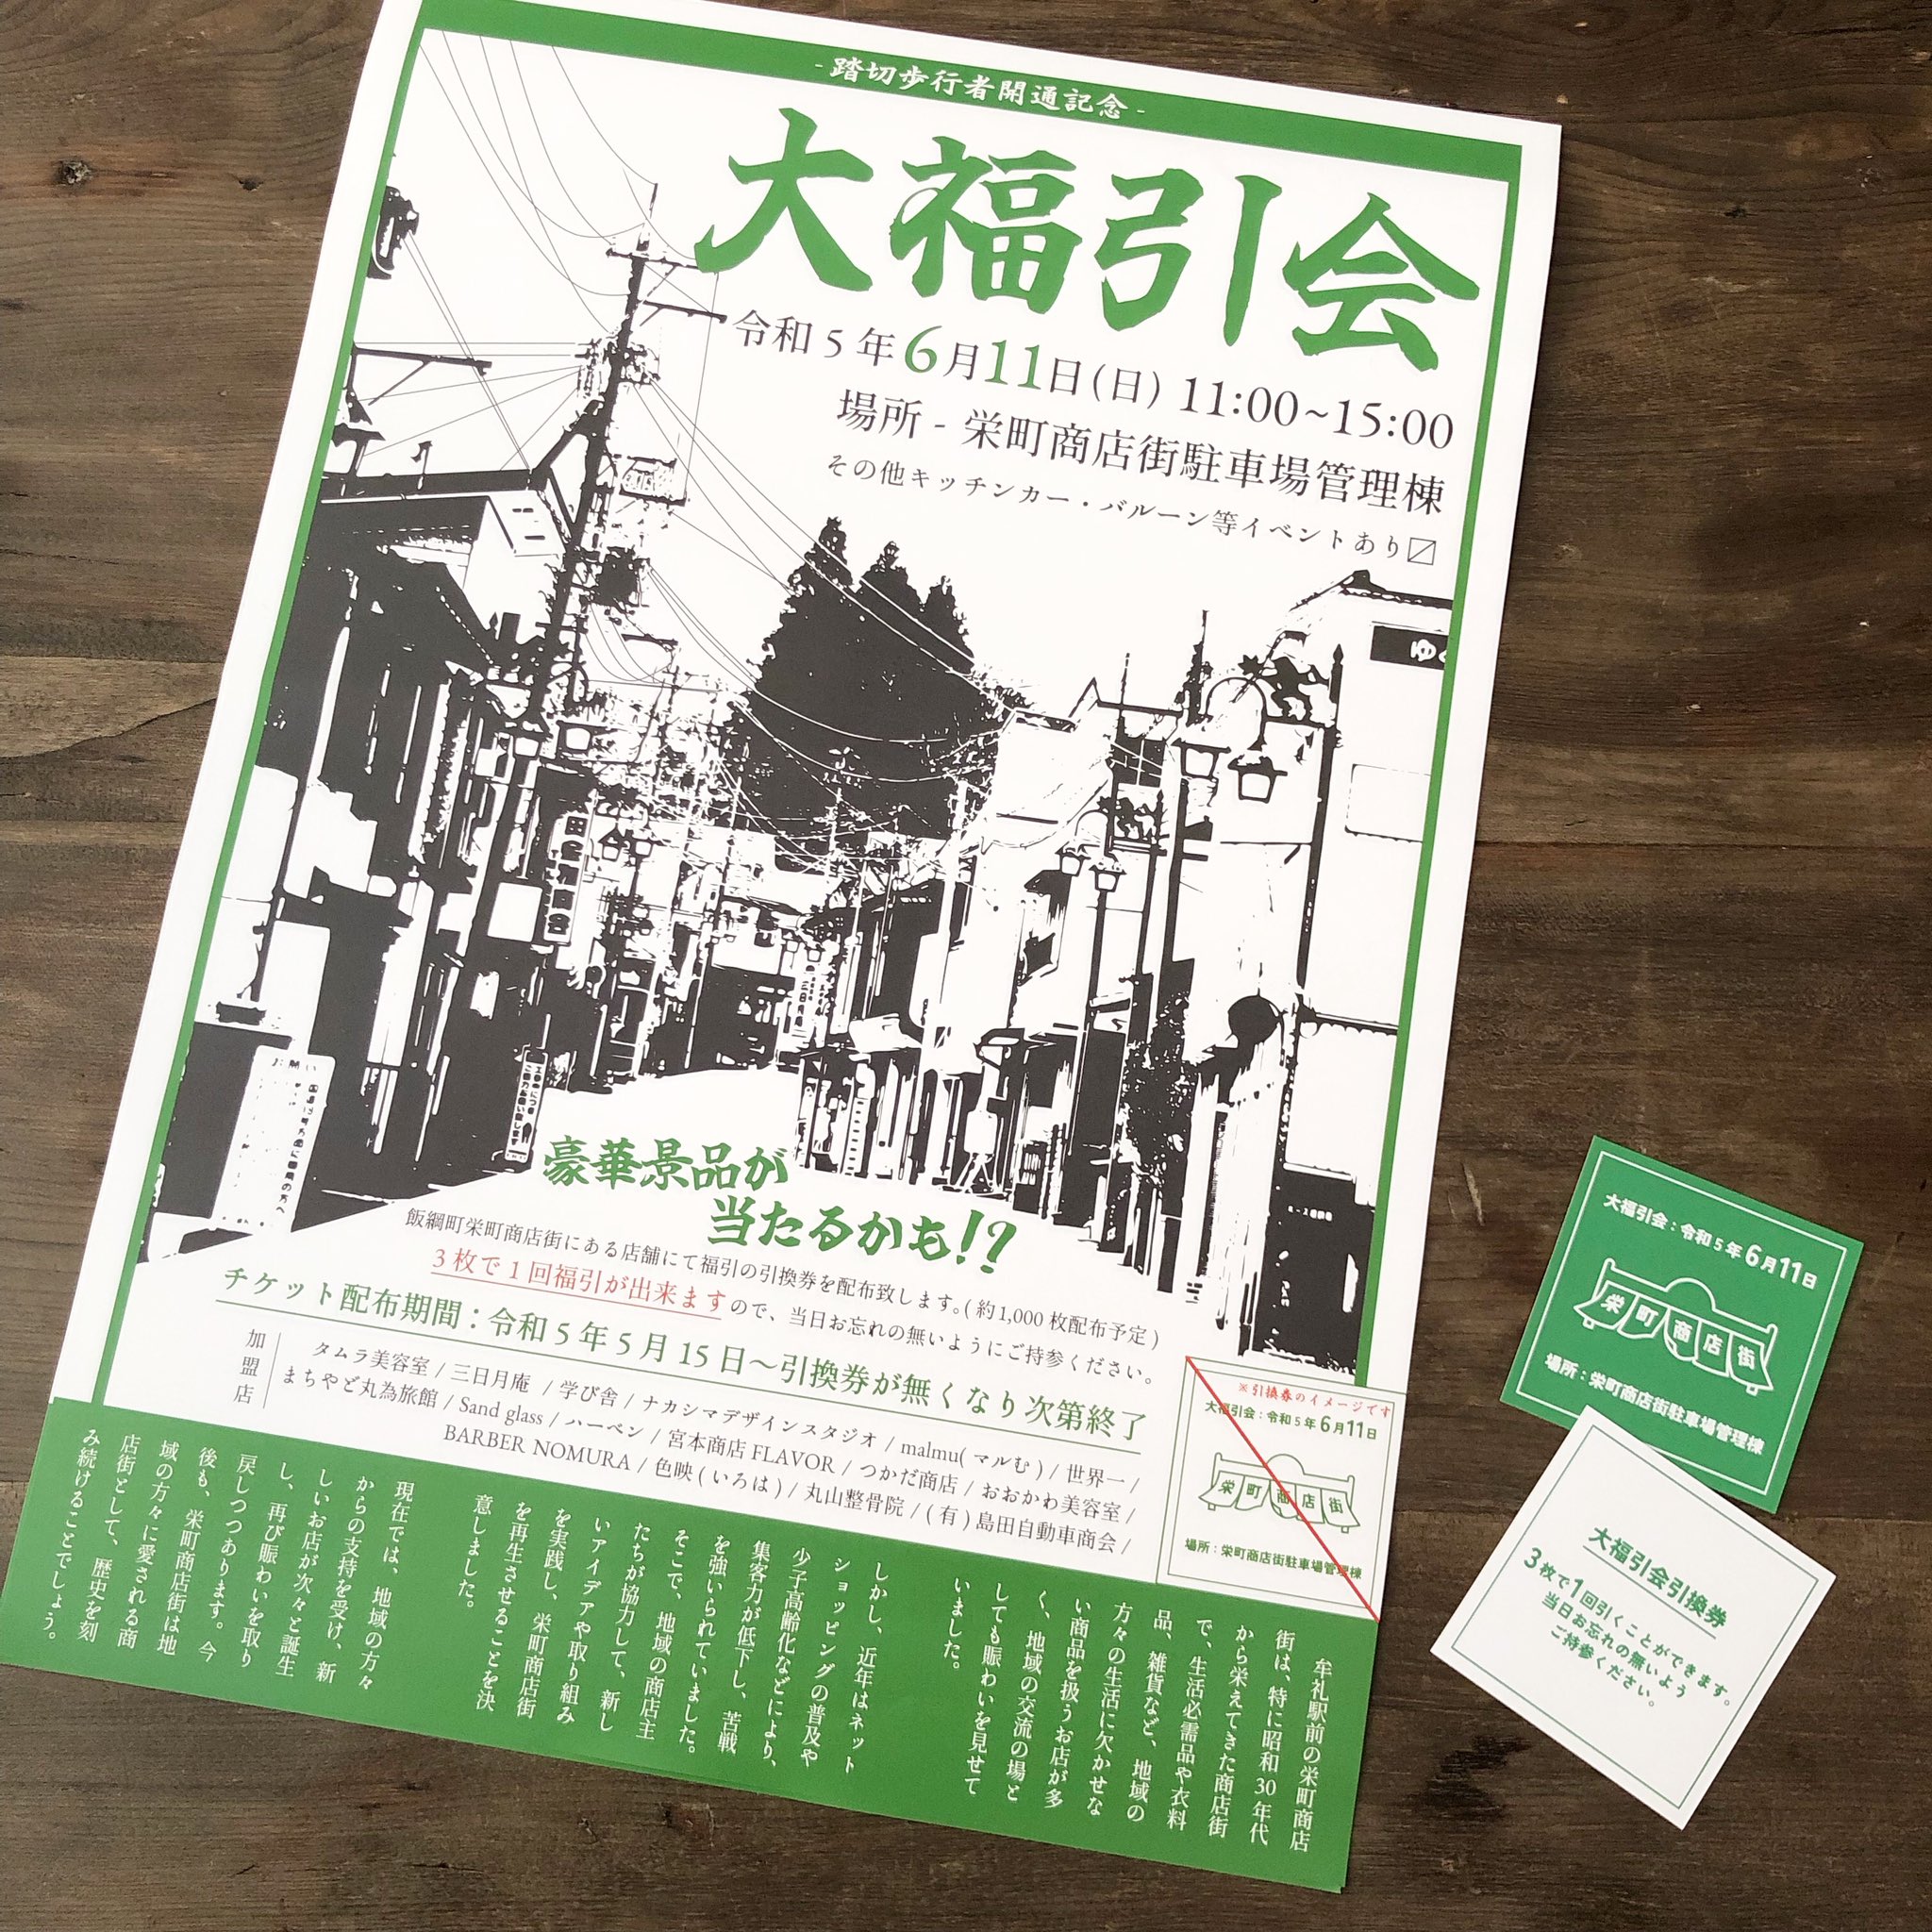 - 踏切歩行者開通記念 -
大福引会
令和5年6月11日(日) 11:00~15:00
場所 - 栄町商店街駐車場管理棟
その他キッチンカー・バルーン等イベントあり〼
ゆ
豪華景品が
当たるかも!?
飯綱町栄町商店街にある店舗にて福引の引換券を配布致します。(約1,000枚配布予定)
3枚で1回福引が出来ますので、当日お忘れの無いようにご持参ください。
チケット配布期間：令和5年5月15日〜引換券が無くなり次第終了
加盟店
タムラ美容室 / 三日月庵 / 学び舎 / ナカシマデザインスタジオ / malmu(マルむ) / 世界一 /
まちやど丸為旅館 / Sand glass / ハーベン / 宮本商店 FLAVOR / つかだ商店 / おおかわ美容室 /
BARBER NOMURA / 色映(いろは) / 丸山整骨院 / (有)島田自動車商会 /
※引換券のイメージです
大福引会：令和5年6月11日
栄町商店街
場所：栄町商店街駐車場管理棟
牟礼駅前の栄町商店
街は、特に昭和30年代
から栄えてきた商店街
で、生活必需品や衣料
品、雑貨など、地域の
方々の生活に欠かせな
い商品を扱うお店が多
く、地域の交流の場と
しても賑わいを見せて
いました。
しかし、近年はネット
ショッピングの普及や
少子高齢化などにより、
集客力が低下し、苦戦
を強いられていました。
そこで、地域の商店主
たちが協力して、新し
いアイデアや取り組み
を実践し、栄町商店街
を再生させることを決
意しました。
現在では、地域の方々
からの支持を受け、新
しいお店が次々と誕生
し、再び賑わいを取り
戻しつつあります。今
後も、栄町商店街は地
域の方々に愛される商
店街として、歴史を刻
み続けることでしょう。
大福引会：令和5年6月11日
栄町商店街
場所：栄町商店街駐車場管理棟
大福引会引換券
3枚で1回引くことができます。
当日お忘れの無いよう
ご持参ください。